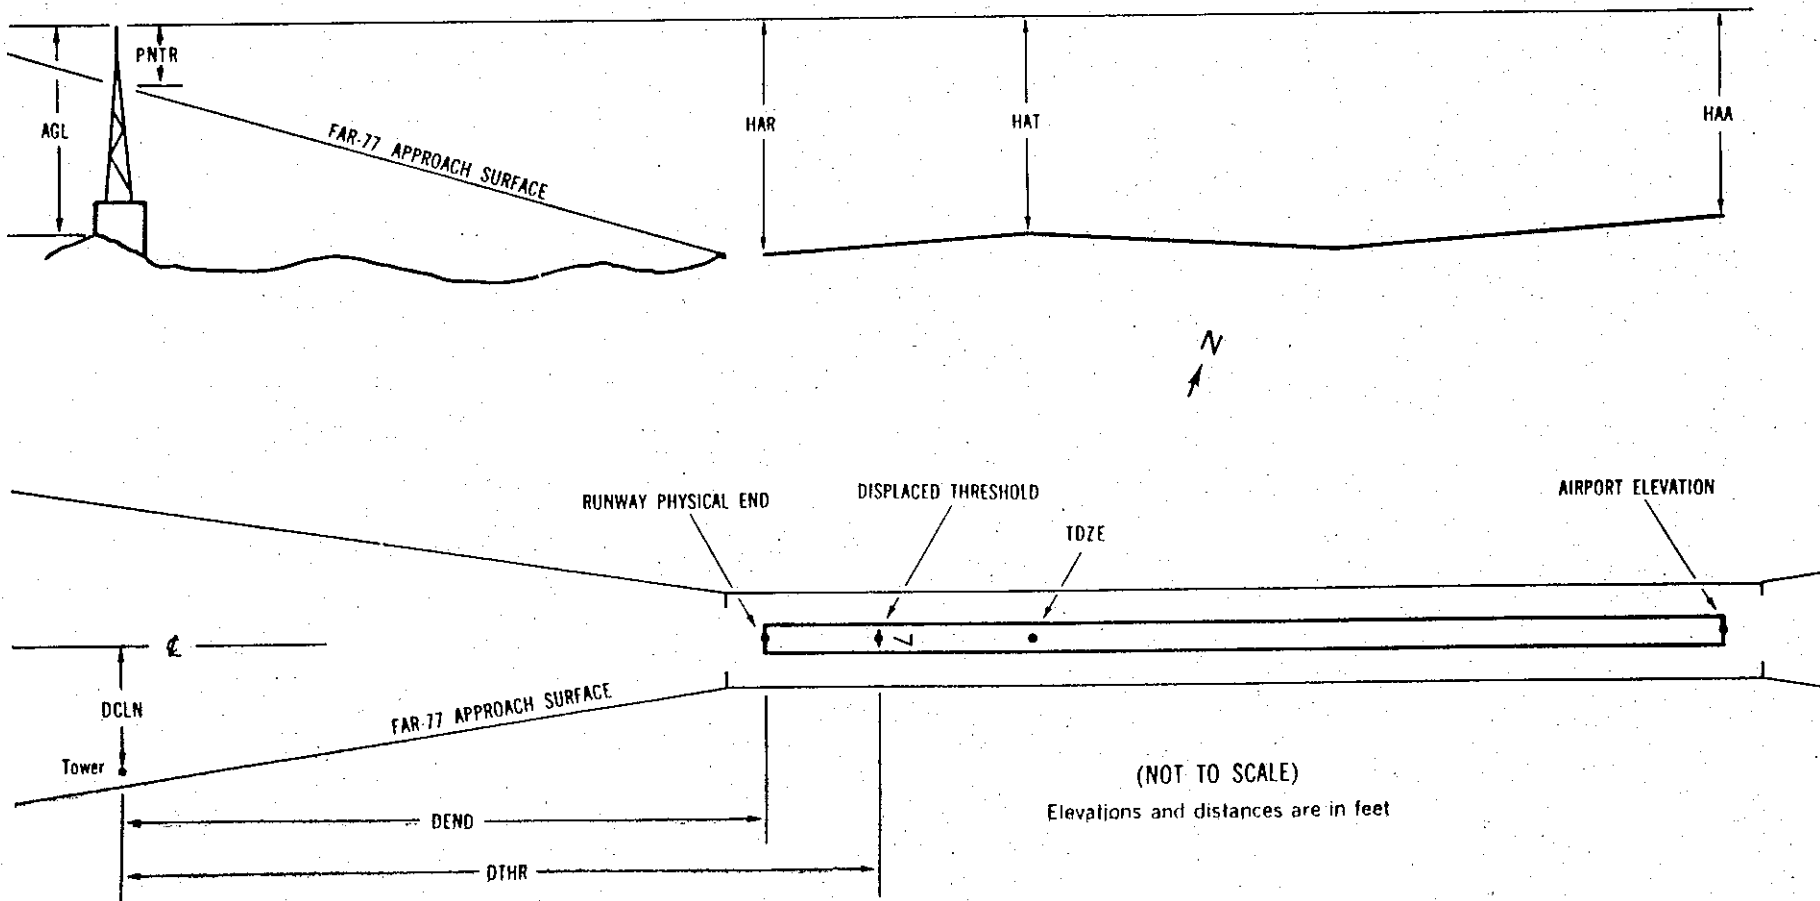 PNTR
AGL
HAR
HAT
HAA
FAR-77 APPROACH SURFACE
N
RUNWAY PHYSICAL END
DISPLACED THRESHOLD
TDZE
AIRPORT ELEVATION
℄
7
DCLN
FAR-77 APPROACH SURFACE
Tower
(NOT TO SCALE)
Elevations and distances are in feet
DEND
DTHR